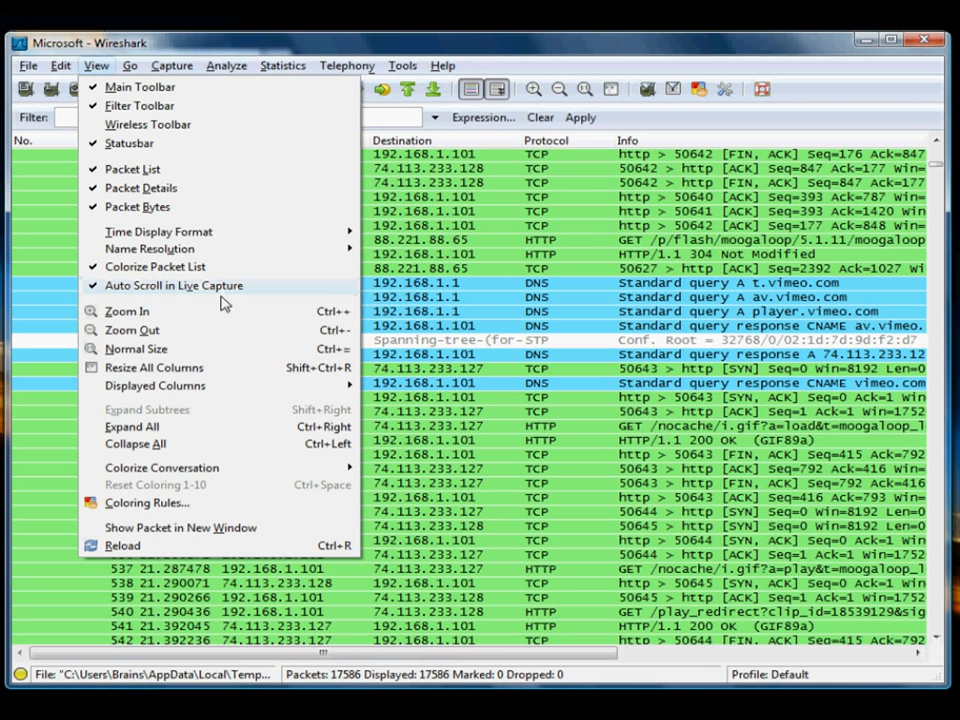 Microsoft - Wireshark
File Edit View Go Capture Analyze Statistics Telephony Tools Help
Filter: Expression... Clear Apply
No. Destination Protocol Info
Main Toolbar
Filter Toolbar
Wireless Toolbar
Statusbar
Packet List
Packet Details
Packet Bytes
Time Display Format
Name Resolution
Colorize Packet List
Auto Scroll in Live Capture
Zoom In Ctrl++
Zoom Out Ctrl+-
Normal Size Ctrl+=
Resize All Columns Shift+Ctrl+R
Displayed Columns
Expand Subtrees Shift+Right
Expand All Ctrl+Right
Collapse All Ctrl+Left
Colorize Conversation
Reset Coloring 1-10 Ctrl+Space
Coloring Rules...
Show Packet in New Window
Reload Ctrl+R
192.168.1.101 TCP http > 50642 [FIN, ACK] Seq=176 Ack=847
74.113.233.128 TCP 50642 > http [ACK] Seq=847 Ack=177 Win=
74.113.233.128 TCP 50642 > http [FIN, ACK] Seq=847 Ack=177
192.168.1.101 TCP http > 50640 [ACK] Seq=393 Ack=787 Win=
192.168.1.101 TCP http > 50641 [ACK] Seq=393 Ack=1420 Win
192.168.1.101 TCP http > 50642 [ACK] Seq=177 Ack=848 Win=
88.221.88.65 HTTP GET /p/flash/moogaloop/5.1.11/moogaloop
192.168.1.101 HTTP HTTP/1.1 304 Not Modified
88.221.88.65 TCP 50627 > http [ACK] Seq=2392 Ack=1027 Wi
192.168.1.1 DNS Standard query A t.vimeo.com
192.168.1.1 DNS Standard query A av.vimeo.com
192.168.1.1 DNS Standard query A player.vimeo.com
192.168.1.101 DNS Standard query response CNAME av.vimeo.
Spanning-tree-(for- STP Conf. Root = 32768/0/02:1d:7d:9d:f2:d7
192.168.1.101 DNS Standard query response A 74.113.233.12
74.113.233.127 TCP 50643 > http [SYN] Seq=0 Win=8192 Len=0
192.168.1.101 DNS Standard query response CNAME vimeo.com
192.168.1.101 TCP http > 50643 [SYN, ACK] Seq=0 Ack=1 Win
74.113.233.127 TCP 50643 > http [ACK] Seq=1 Ack=1 Win=1752
74.113.233.127 HTTP GET /nocache/i.gif?a=load&t=moogaloop_l
192.168.1.101 HTTP HTTP/1.1 200 OK (GIF89a)
192.168.1.101 TCP http > 50643 [FIN, ACK] Seq=415 Ack=792
74.113.233.127 TCP 50643 > http [ACK] Seq=792 Ack=416 Win=
74.113.233.127 TCP 50643 > http [FIN, ACK] Seq=792 Ack=416
192.168.1.101 TCP http > 50643 [ACK] Seq=416 Ack=793 Win=
74.113.233.127 TCP 50644 > http [SYN] Seq=0 Win=8192 Len=0
74.113.233.128 TCP 50645 > http [SYN] Seq=0 Win=8192 Len=0
192.168.1.101 TCP http > 50644 [SYN, ACK] Seq=0 Ack=1 Win
74.113.233.127 TCP 50644 > http [ACK] Seq=1 Ack=1 Win=1752
537 21.287478 192.168.1.101 74.113.233.127 HTTP GET /nocache/i.gif?a=play&t=moogaloop_l
538 21.290071 74.113.233.128 192.168.1.101 TCP http > 50645 [SYN, ACK] Seq=0 Ack=1 Win
539 21.290266 192.168.1.101 74.113.233.128 TCP 50645 > http [ACK] Seq=1 Ack=1 Win=1752
540 21.290436 192.168.1.101 74.113.233.128 HTTP GET /play_redirect?clip_id=18539129&sig
541 21.392045 74.113.233.127 192.168.1.101 HTTP HTTP/1.1 200 OK (GIF89a)
542 21.392236 74.113.233.127 192.168.1.101 TCP http > 50644 [FIN, ACK] Seq=415 Ack=792
File: "C:\Users\Brains\AppData\Local\Temp... Packets: 17586 Displayed: 17586 Marked: 0 Dropped: 0 Profile: Default